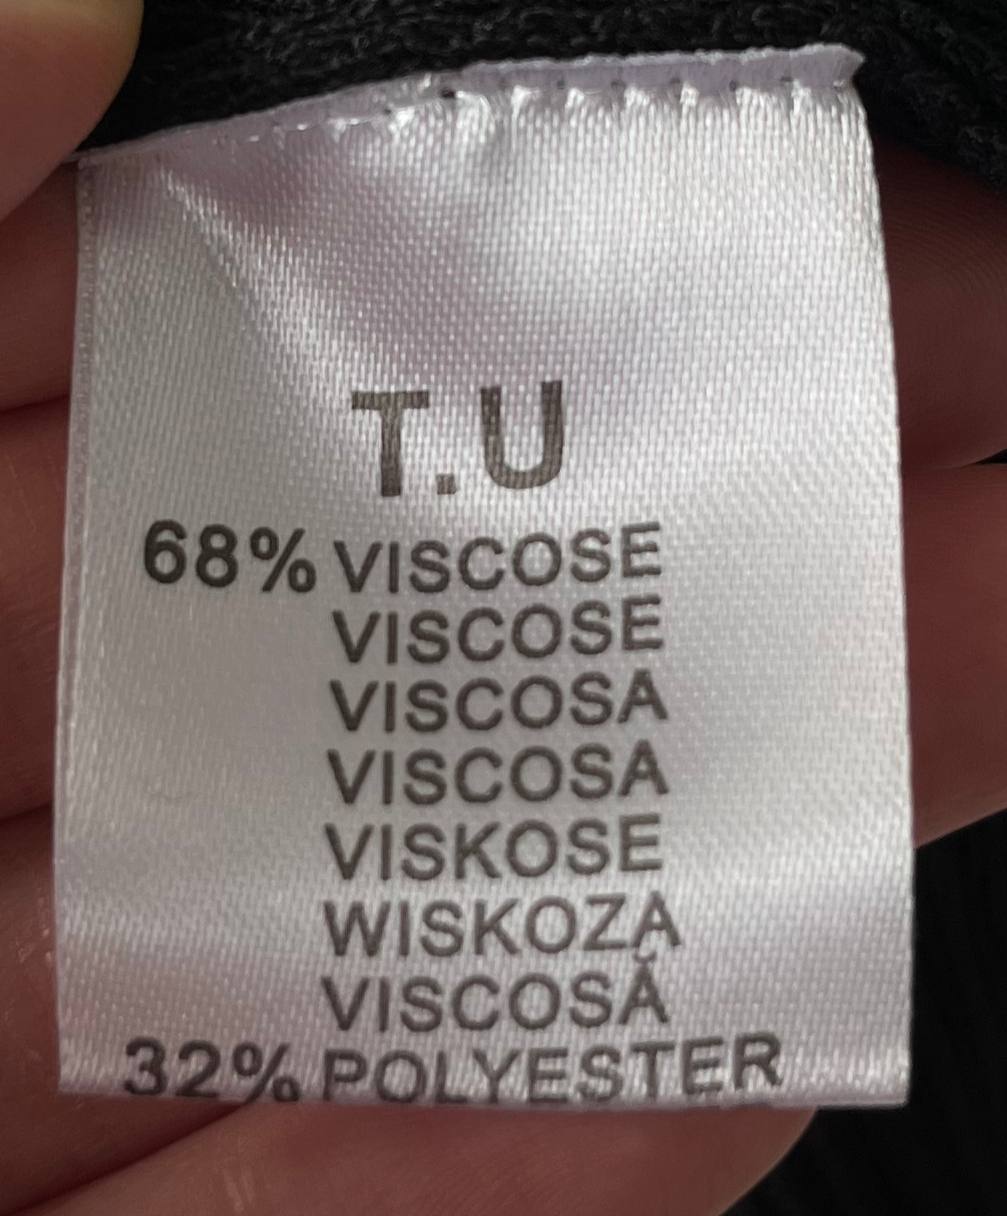 T.U
68% VISCOSE
VISCOSE
VISCOSA
VISCOSA
VISKOSE
WISKOZA
VISCOSĂ
32% POLYESTER